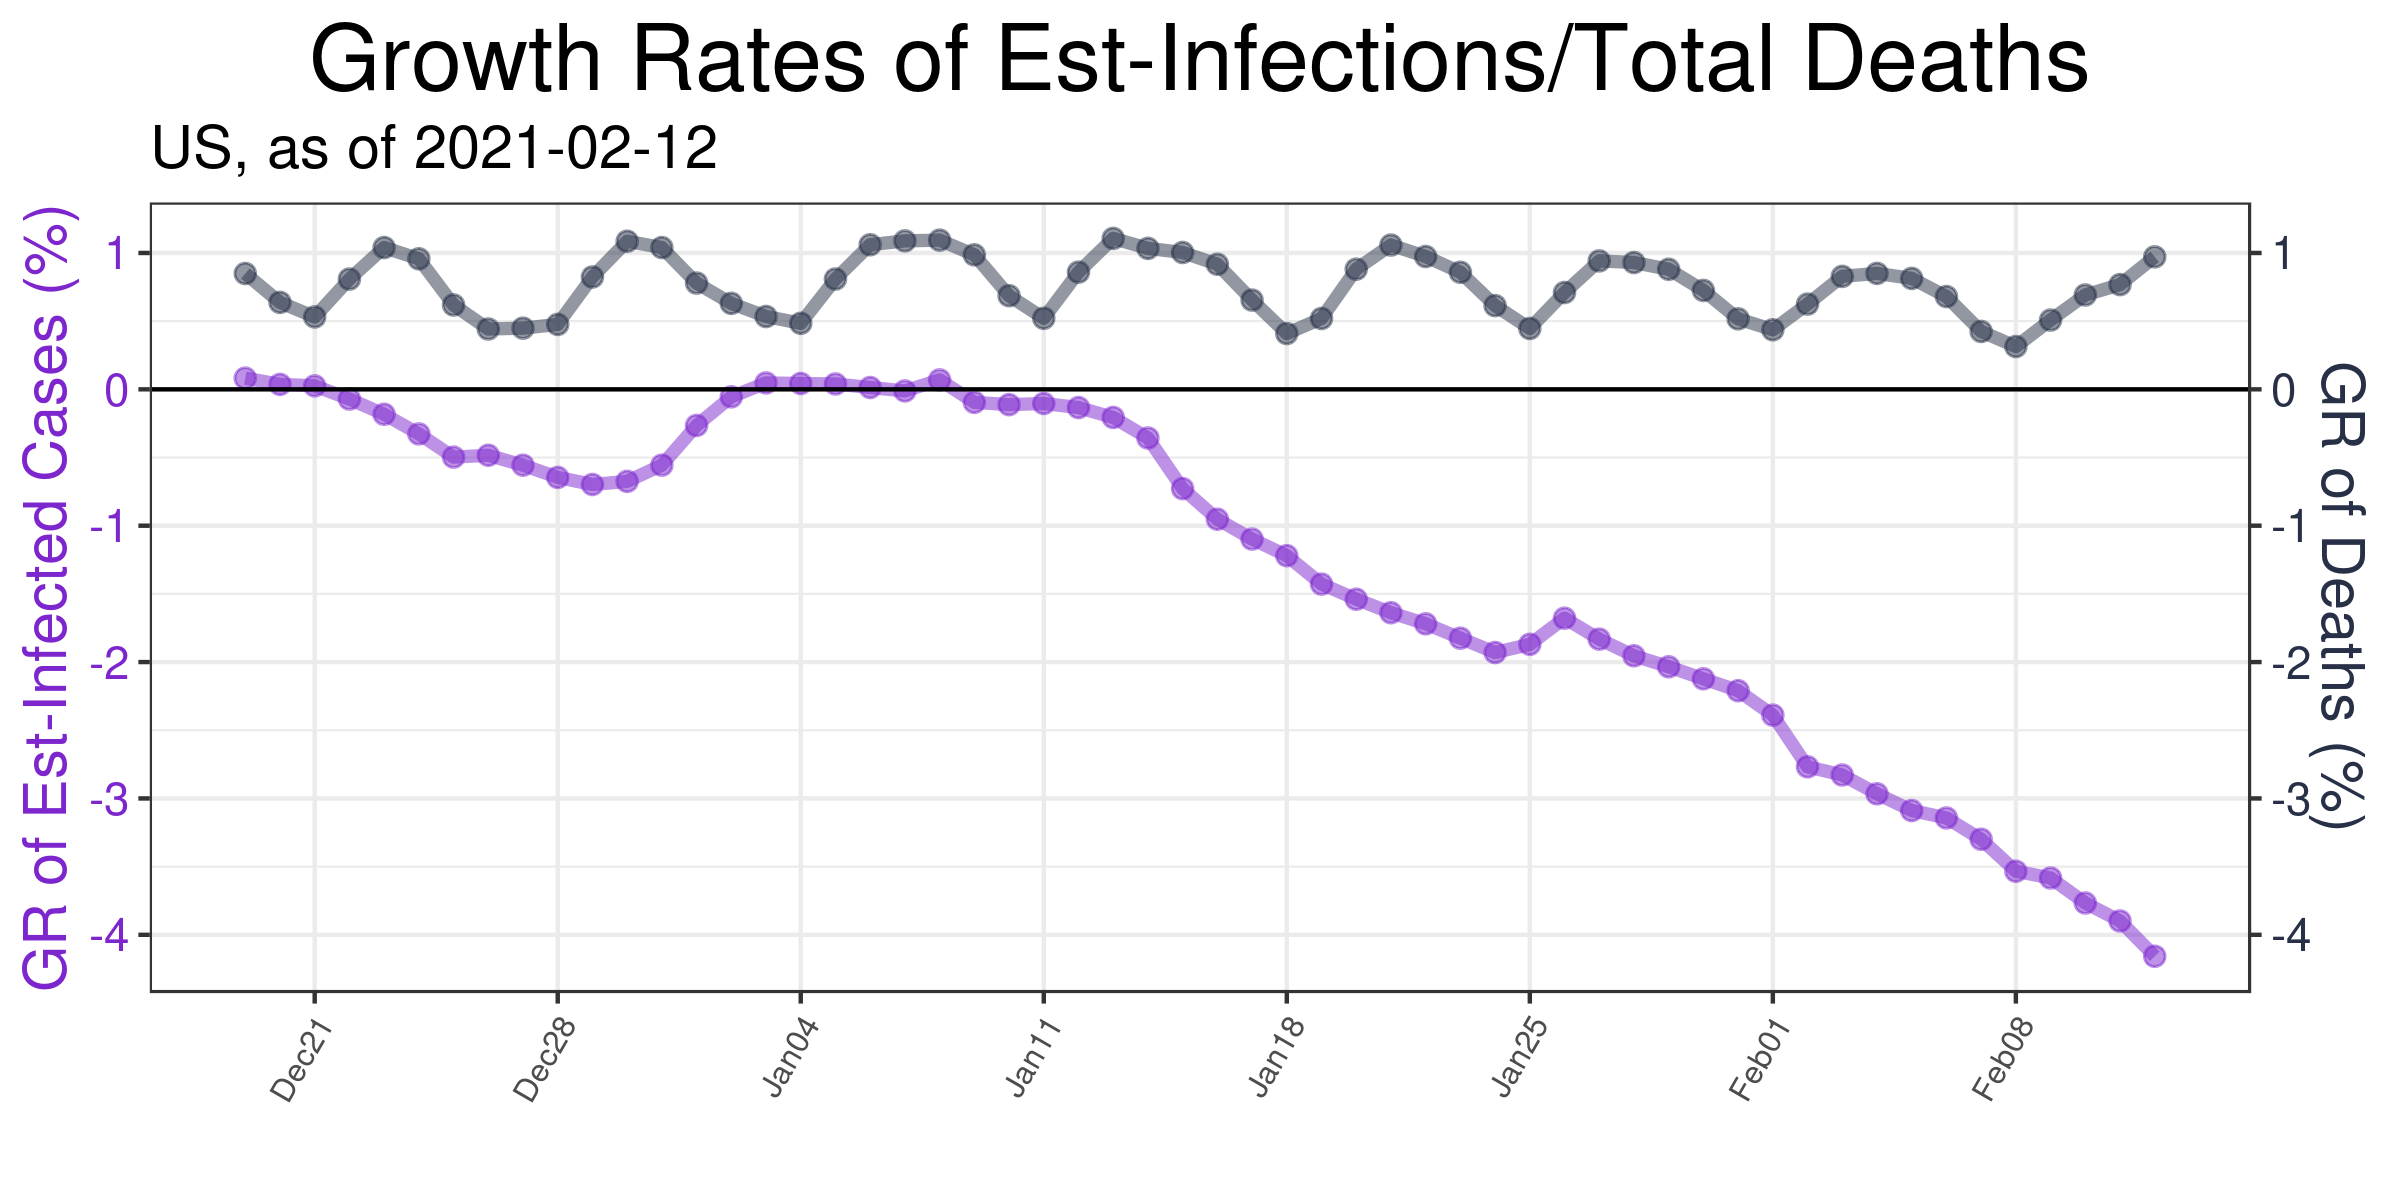 Growth Rates of Est-Infections/Total Deaths
US, as of 2021-02-12
GR of Est-Infected Cases (%)
1
0
-1
-2
-3
-4
1
0
-1
-2
-3
-4
GR of Deaths (%)
Dec21
Dec28
Jan04
Jan11
Jan18
Jan25
Feb01
Feb08